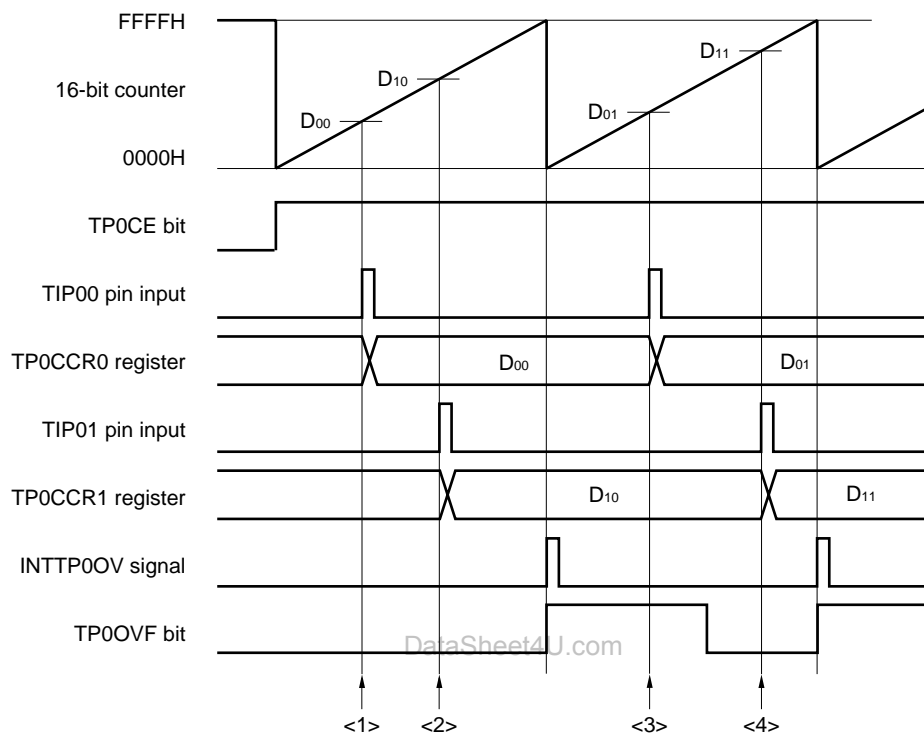 FFFFH
D11
D10
16-bit counter
D01
D00
0000H
TP0CE bit
TIP00 pin input
TP0CCR0 register
D00
D01
TIP01 pin input
TP0CCR1 register
D10
D11
INTTP0OV signal
TP0OVF bit
DataSheet4U.com
<1> <2> <3> <4>